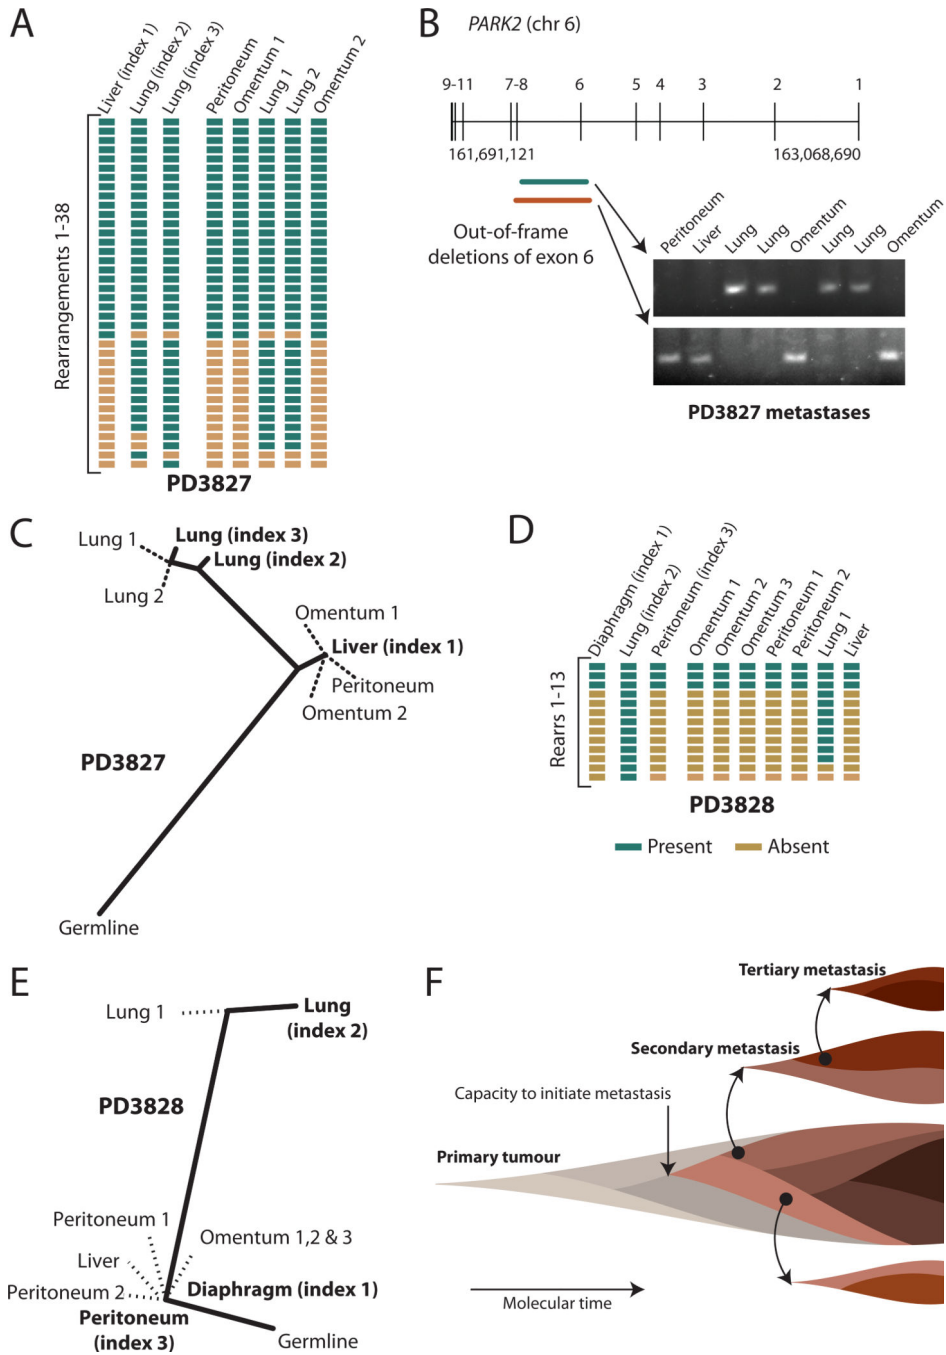 A
Liver (index 1)
Lung (index 2)
Lung (index 3)
Peritoneum
Omentum 1
Lung 1
Lung 2
Omentum 2
Rearrangements 1-38
PD3827
B
PARK2 (chr 6)
9-11
7-8
6
5
4
3
2
1
161,691,121
163,068,690
Out-of-frame
deletions of exon 6
Peritoneum
Liver
Lung
Lung
Omentum
Lung
Lung
Omentum
PD3827 metastases
C
Lung 1
Lung (index 3)
Lung (index 2)
Lung 2
Omentum 1
Liver (index 1)
Peritoneum
Omentum 2
PD3827
Germline
D
Diaphragm (index 1)
Lung (index 2)
Peritoneum (index 3)
Omentum 1
Omentum 2
Omentum 3
Peritoneum 1
Peritoneum 2
Lung 1
Liver
Rearrs 1-13
PD3828
Present
Absent
E
Lung 1
Lung
(index 2)
PD3828
Peritoneum 1
Omentum 1,2 & 3
Liver
Peritoneum 2
Diaphragm (index 1)
Peritoneum
(index 3)
Germline
F
Tertiary metastasis
Secondary metastasis
Capacity to initiate metastasis
Primary tumour
Molecular time